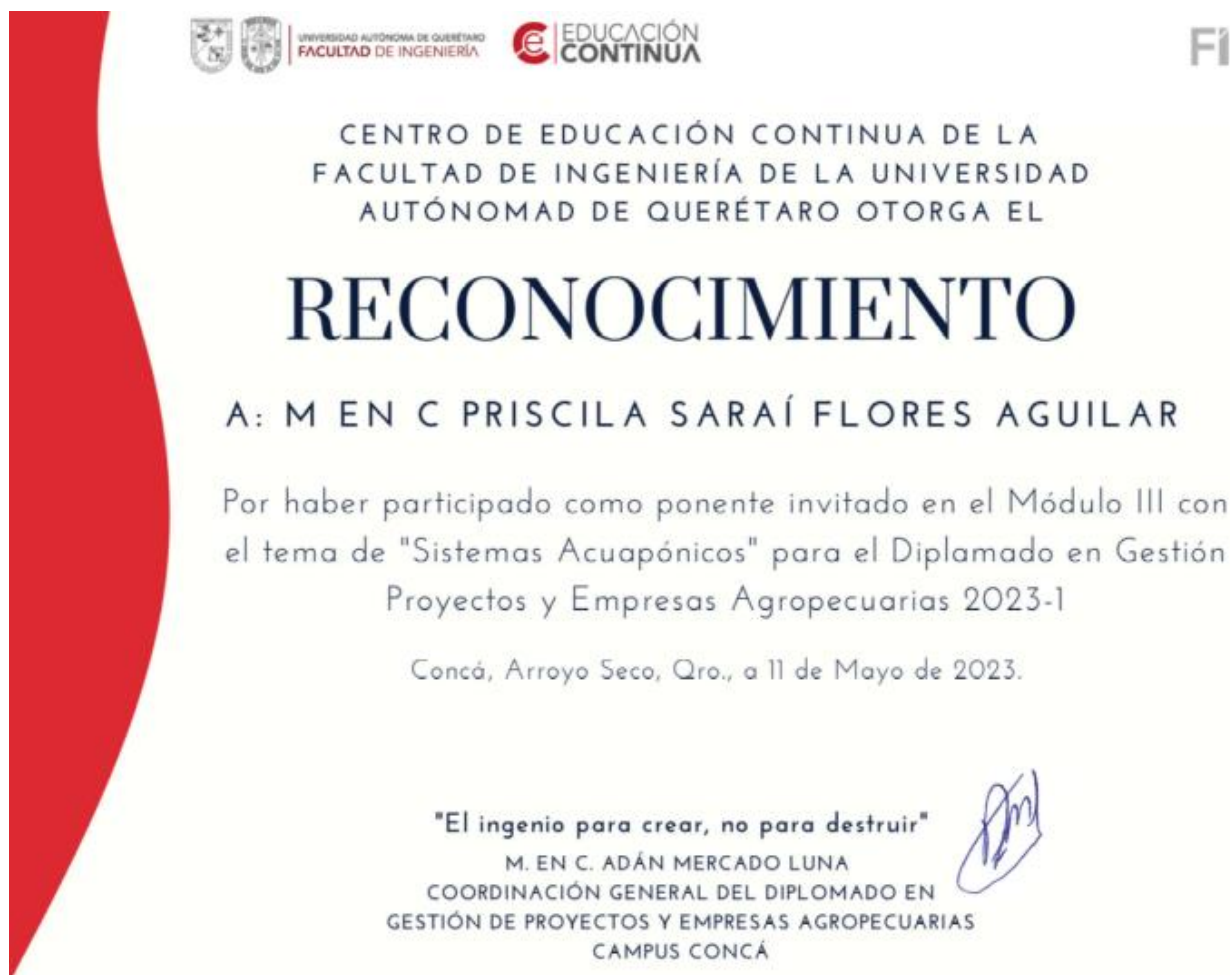 UNIVERSIDAD AUTÓNOMA DE QUERÉTARO
FACULTAD DE INGENIERÍA
EDUCACIÓN
CONTINUA
FI
CENTRO DE EDUCACIÓN CONTINUA DE LA
FACULTAD DE INGENIERÍA DE LA UNIVERSIDAD
AUTÓNOMAD DE QUERÉTARO OTORGA EL
RECONOCIMIENTO
A: M EN C PRISCILA SARAÍ FLORES AGUILAR
Por haber participado como ponente invitado en el Módulo III con
el tema de "Sistemas Acuapónicos" para el Diplamado en Gestión
Proyectos y Empresas Agropecuarias 2023-1
Concá, Arroyo Seco, Qro., a 11 de Mayo de 2023.
"El ingenio para crear, no para destruir"
M. EN C. ADÁN MERCADO LUNA
COORDINACIÓN GENERAL DEL DIPLOMADO EN
GESTIÓN DE PROYECTOS Y EMPRESAS AGROPECUARIAS
CAMPUS CONCÁ